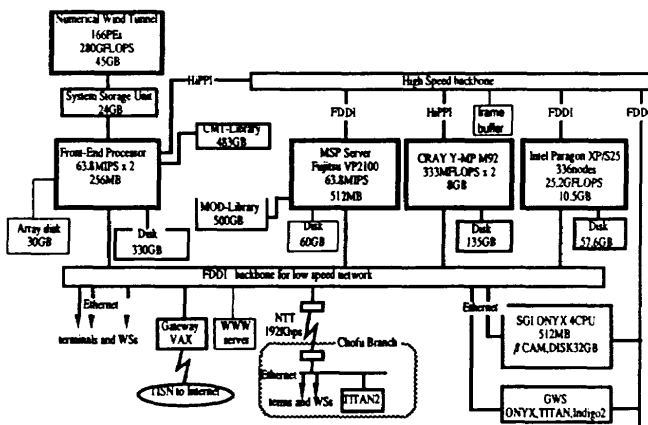 Numerical Wind Tunnel
166PEs
280GFLOPS
45GB
HiPPI
High Speed backbone
System Storage Unit
24GB
FDDI
HiPPI
frame
buffer
FDDI
FDDI
CMT-Library
483GB
Front-End Processor
63.8MIPS x 2
256MB
MSP Server
Fujitsu VP2100
63.8MIPS
512MB
CRAY Y-MP M92
333MFLOPS x 2
8GB
Intel Paragon XP/S25
336nodes
25.2GFLOPS
10.5GB
MOD-Library
500GB
Array disk
30GB
Disk
330GB
Disk
60GB
Disk
135GB
Disk
57.6GB
FDDI backbone for low speed network
Ethernet
terminals and WSs
Gateway
VAX
WWW
server
NTT
192Kbps
Ethernet
SGI ONYX 4CPU
512MB
β CAM,DISK32GB
Chofu Branch
TISN to Internet
Ethernet
terms and WSs
TITAN2
GWS
ONYX,TITAN,Indigo2